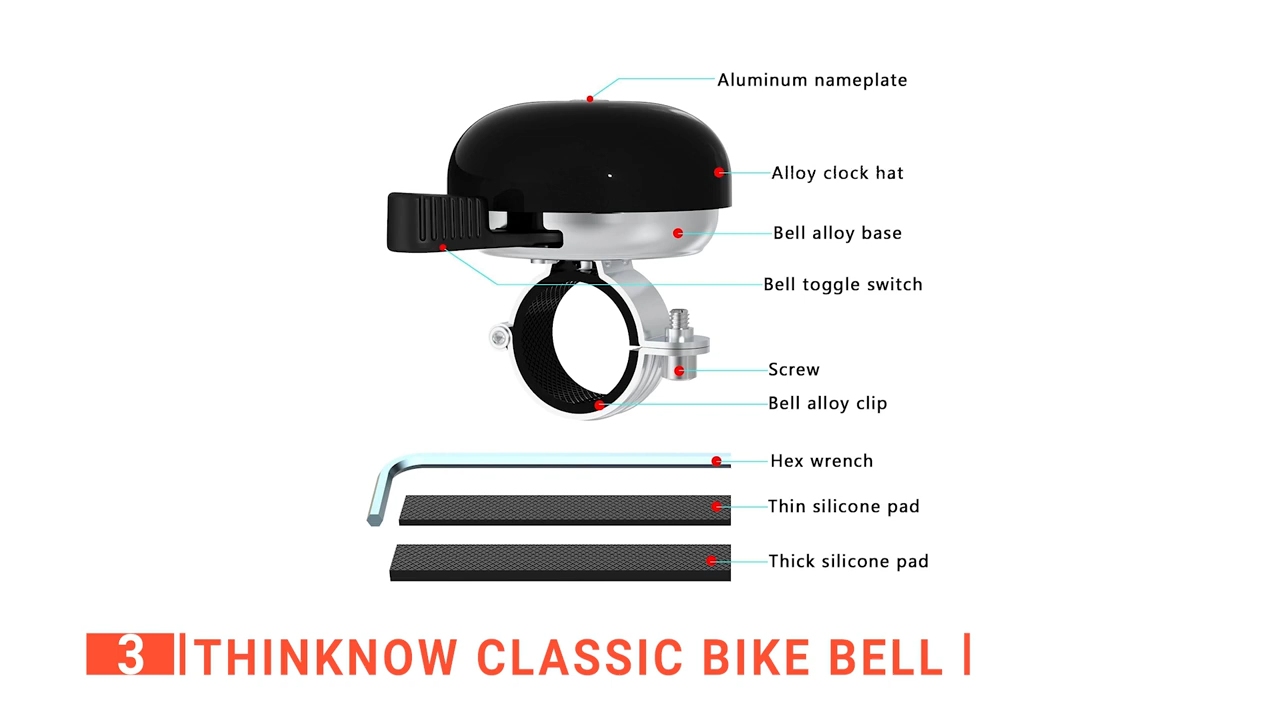 Aluminum nameplate
Alloy clock hat
Bell alloy base
Bell toggle switch
Screw
Bell alloy clip
Hex wrench
Thin silicone pad
Thick silicone pad
3 THINKNOW CLASSIC BIKE BELL